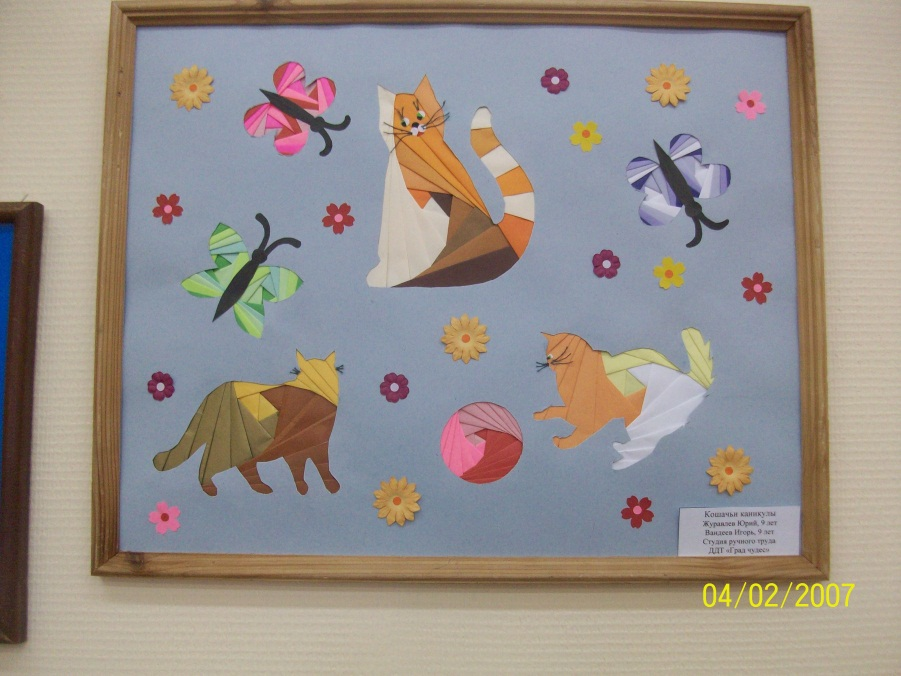 Кошачьи каникулы
Журавлев Юрий, 9 лет
Вандеев Игорь, 9 лет
Студия ручного труда
ДДТ «Град чудес»
04/02/2007